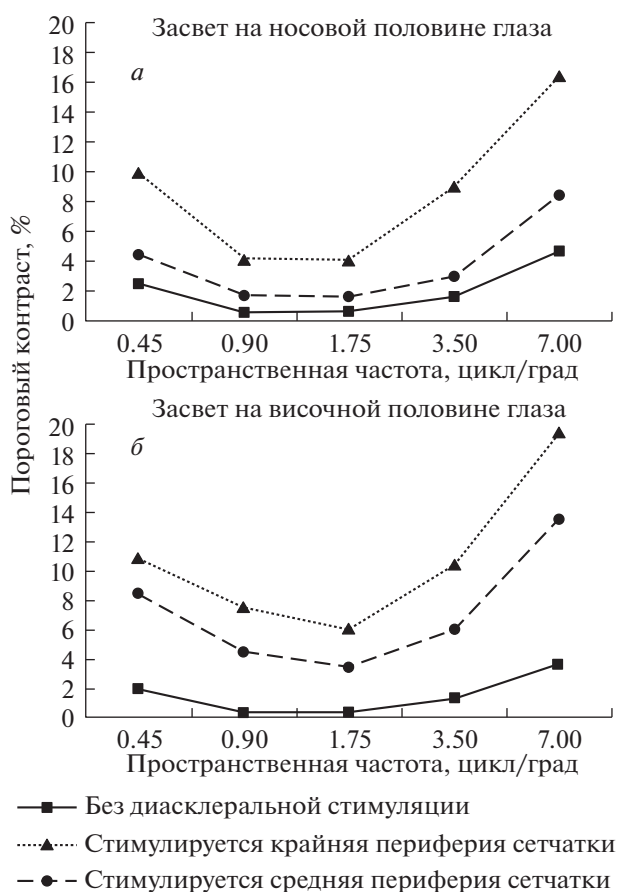 Засвет на носовой половине глаза
а
20
18
16
14
12
10
8
6
4
2
0
0.45 0.90 1.75 3.50 7.00
Пространственная частота, цикл/град
Пороговый контраст, %
Засвет на височной половине глаза
б
20
18
16
14
12
10
8
6
4
2
0
0.45 0.90 1.75 3.50 7.00
Пространственная частота, цикл/град
Без диасклеральной стимуляции
Стимулируется крайняя периферия сетчатки
Стимулируется средняя периферия сетчатки